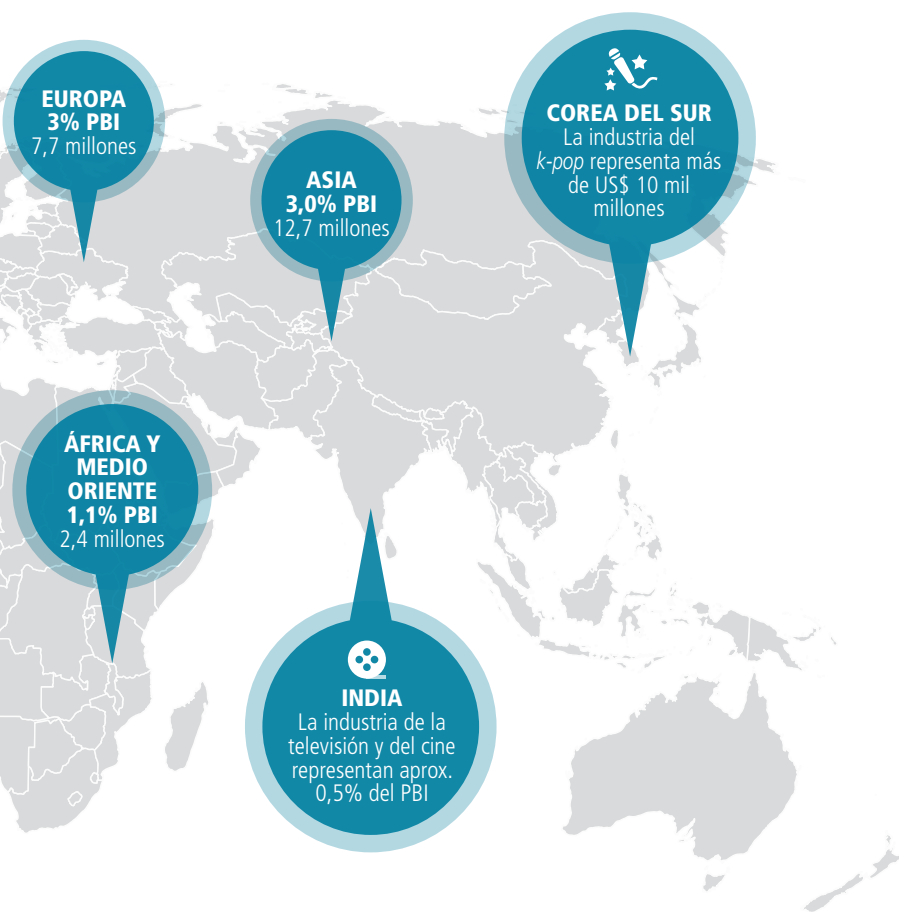 EUROPA
3% PBI
7,7 millones
ASIA
3,0% PBI
12,7 millones
COREA DEL SUR
La industria del
k-pop representa más
de US$ 10 mil
millones
ÁFRICA Y
MEDIO
ORIENTE
1,1% PBI
2,4 millones
INDIA
La industria de la
televisión y del cine
representan aprox.
0,5% del PBI